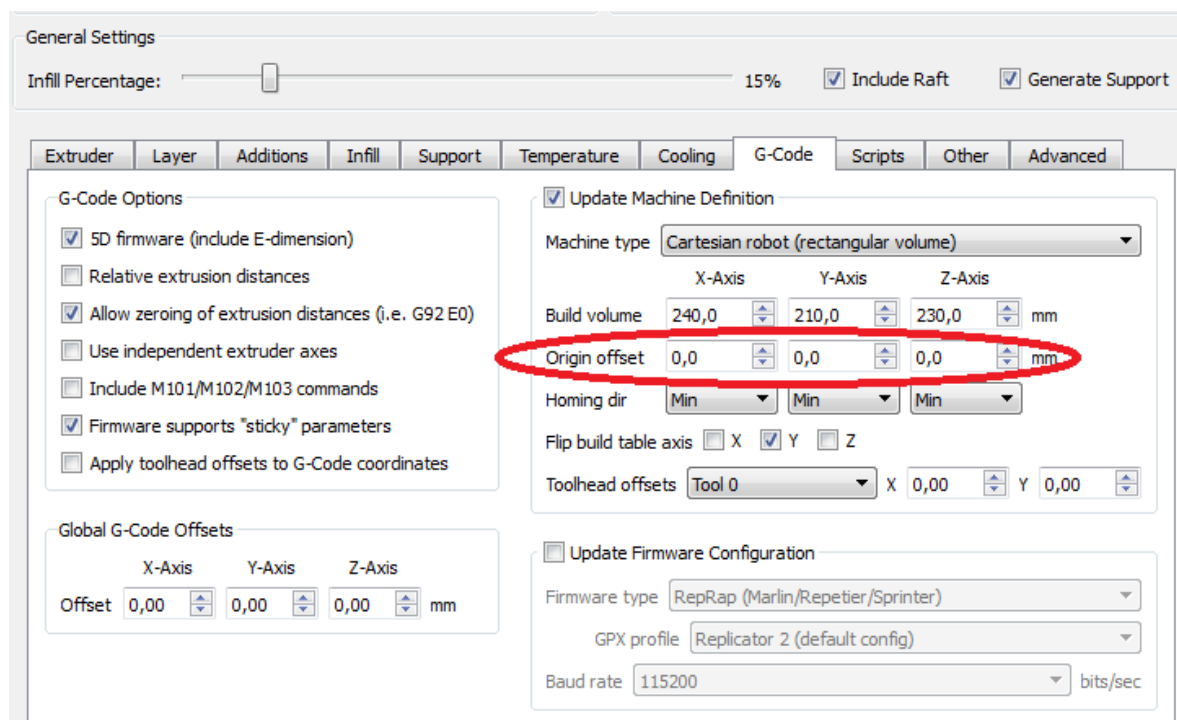 General Settings
Infill Percentage: 15% Include Raft Generate Support
Extruder Layer Additions Infill Support Temperature Cooling G-Code Scripts Other Advanced
G-Code Options
5D firmware (include E-dimension)
Relative extrusion distances
Allow zeroing of extrusion distances (i.e. G92 E0)
Use independent extruder axes
Include M101/M102/M103 commands
Firmware supports "sticky" parameters
Apply toolhead offsets to G-Code coordinates
Global G-Code Offsets
X-Axis Y-Axis Z-Axis
Offset 0,00 0,00 0,00 mm
Update Machine Definition
Machine type Cartesian robot (rectangular volume)
X-Axis Y-Axis Z-Axis
Build volume 240,0 210,0 230,0 mm
Origin offset 0,0 0,0 0,0 mm
Homing dir Min Min Min
Flip build table axis X Y Z
Toolhead offsets Tool 0 X 0,00 Y 0,00
Update Firmware Configuration
Firmware type RepRap (Marlin/Repetier/Sprinter)
GPX profile Replicator 2 (default config)
Baud rate 115200 bits/sec